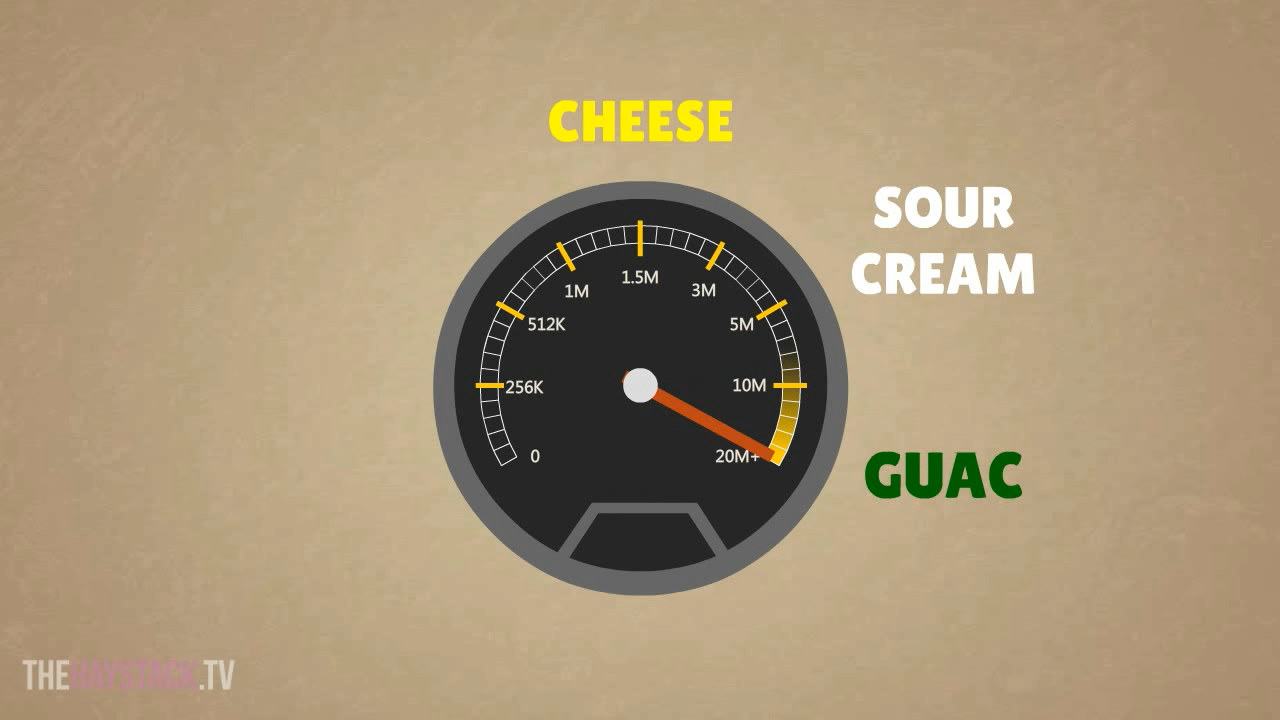 CHEESE
SOUR
CREAM
1.5M
1M
3M
512K
5M
256K
10M
0
20M+
GUAC
THEHAYSTACK.TV